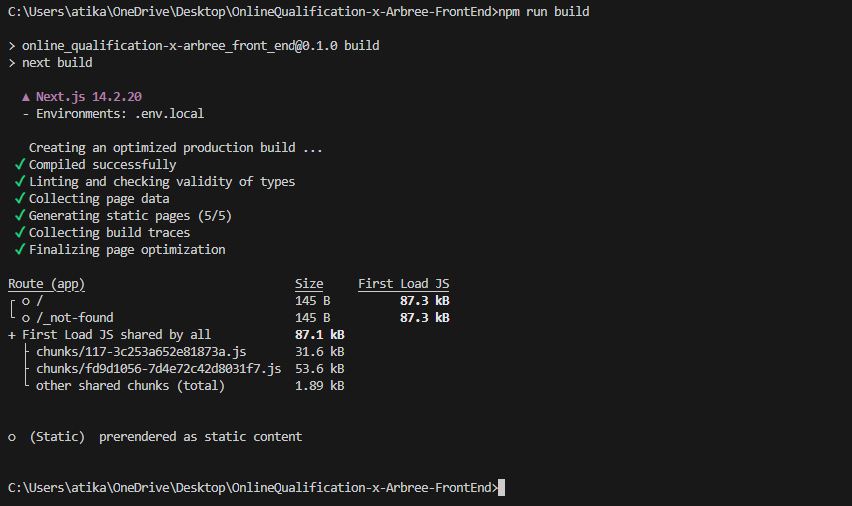 C:\Users\atika\OneDrive\Desktop\OnlineQualification-x-Arbree-FrontEnd>npm run build
> online_qualification-x-arbree_front_end@0.1.0 build
> next build
▲ Next.js 14.2.20
- Environments: .env.local
Creating an optimized production build ...
✓ Compiled successfully
✓ Linting and checking validity of types
✓ Collecting page data
✓ Generating static pages (5/5)
✓ Collecting build traces
✓ Finalizing page optimization
Route (app) Size First Load JS
┌ ○ / 145 B 87.3 kB
└ ○ /_not-found 145 B 87.3 kB
+ First Load JS shared by all 87.1 kB
├ chunks/117-3c253a652e81873a.js 31.6 kB
├ chunks/fd9d1056-7d4e72c42d8031f7.js 53.6 kB
└ other shared chunks (total) 1.89 kB
○ (Static) prerendered as static content
C:\Users\atika\OneDrive\Desktop\OnlineQualification-x-Arbree-FrontEnd>